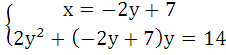 x = −2y + 7
2y² + (−2y + 7)y = 14